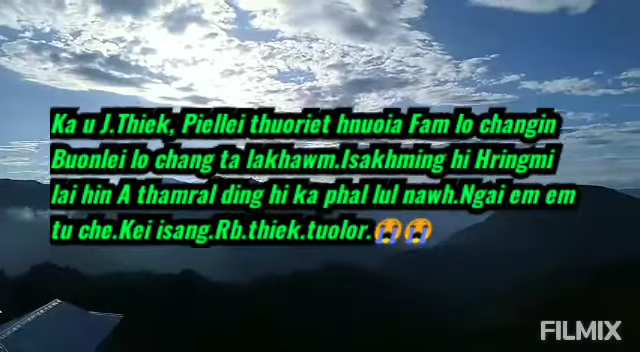 Ka u J.Thiek, Piellei thuoriet hnuoia Fam lo changin
Buonlei lo chang ta lakhawm.Isakhming hi Hringmi
lai hin A thamral ding hi ka phal lul nawh.Ngai em em
tu che.Kei isang.Rb.thiek.tuolor.😭😭
FILMIX